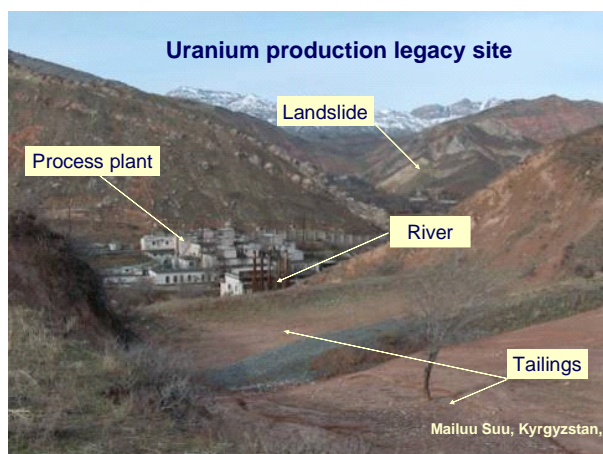 Uranium production legacy site
Landslide
Process plant
River
Tailings
Mailuu Suu, Kyrgyzstan,